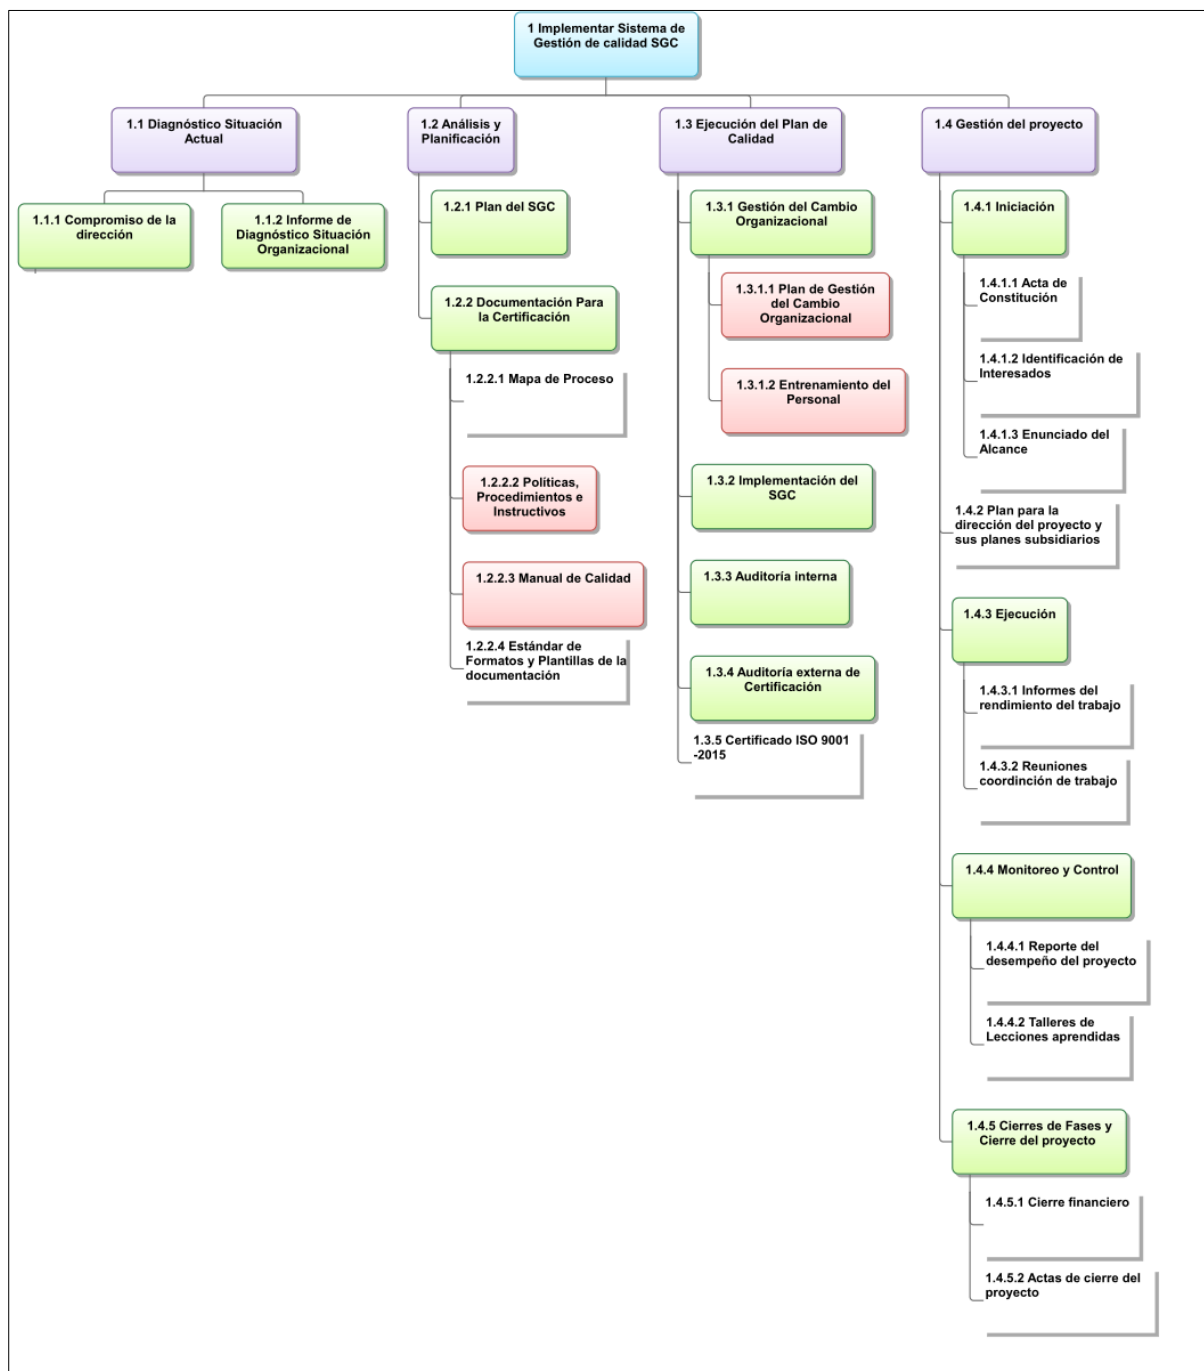 1 Implementar Sistema de
Gestión de calidad SGC
1.1 Diagnóstico Situación
Actual
1.1.1 Compromiso de la
dirección
1.1.2 Informe de
Diagnóstico Situación
Organizacional
1.2 Análisis y
Planificación
1.2.1 Plan del SGC
1.2.2 Documentación Para
la Certificación
1.2.2.1 Mapa de Proceso
1.2.2.2 Políticas,
Procedimientos e
Instructivos
1.2.2.3 Manual de Calidad
1.2.2.4 Estándar de
Formatos y Plantillas de la
documentación
1.3 Ejecución del Plan de
Calidad
1.3.1 Gestión del Cambio
Organizacional
1.3.1.1 Plan de Gestión
del Cambio
Organizacional
1.3.1.2 Entrenamiento del
Personal
1.3.2 Implementación del
SGC
1.3.3 Auditoría interna
1.3.4 Auditoría externa de
Certificación
1.3.5 Certificado ISO 9001
-2015
1.4 Gestión del proyecto
1.4.1 Iniciación
1.4.1.1 Acta de
Constitución
1.4.1.2 Identificación de
Interesados
1.4.1.3 Enunciado del
Alcance
1.4.2 Plan para la
dirección del proyecto y
sus planes subsidiarios
1.4.3 Ejecución
1.4.3.1 Informes del
rendimiento del trabajo
1.4.3.2 Reuniones
coordinción de trabajo
1.4.4 Monitoreo y Control
1.4.4.1 Reporte del
desempeño del proyecto
1.4.4.2 Talleres de
Lecciones aprendidas
1.4.5 Cierres de Fases y
Cierre del proyecto
1.4.5.1 Cierre financiero
1.4.5.2 Actas de cierre del
proyecto